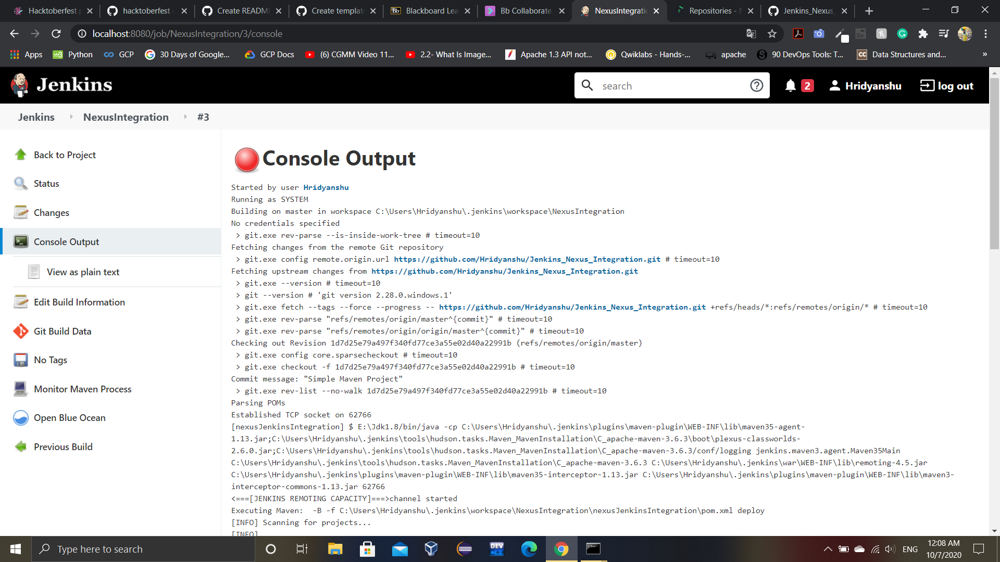 Hacktoberfest p
hacktoberfest -
Create README
Create templat
Blackboard Lea
Bb Collaborate
NexusIntegratio
Repositories - N
Jenkins_Nexus_
localhost:8080/job/NexusIntegration/3/console
Apps
Python
GCP
30 Days of Google...
GCP Docs
(6) CGMM Video 11...
2.2- What Is Image...
Apache 1.3 API not...
Qwiklabs - Hands-...
apache
90 DevOps Tools: T...
Data Structures and...
»
Jenkins
search
2
Hridyanshu
log out
Jenkins
NexusIntegration
#3
Back to Project
Status
Changes
Console Output
View as plain text
Edit Build Information
Git Build Data
No Tags
Monitor Maven Process
Open Blue Ocean
Previous Build
Console Output
Started by user Hridyanshu
Running as SYSTEM
Building on master in workspace C:\Users\Hridyanshu\.jenkins\workspace\NexusIntegration
No credentials specified
> git.exe rev-parse --is-inside-work-tree # timeout=10
Fetching changes from the remote Git repository
> git.exe config remote.origin.url https://github.com/Hridyanshu/Jenkins_Nexus_Integration.git # timeout=10
Fetching upstream changes from https://github.com/Hridyanshu/Jenkins_Nexus_Integration.git
> git.exe --version # timeout=10
> git --version # 'git version 2.28.0.windows.1'
> git.exe fetch --tags --force --progress -- https://github.com/Hridyanshu/Jenkins_Nexus_Integration.git +refs/heads/*:refs/remotes/origin/* # timeout=10
> git.exe rev-parse "refs/remotes/origin/master^{commit}" # timeout=10
> git.exe rev-parse "refs/remotes/origin/origin/master^{commit}" # timeout=10
Checking out Revision 1d7d25e79a497f340fd77ce3a55e02d40a22991b (refs/remotes/origin/master)
> git.exe config core.sparsecheckout # timeout=10
> git.exe checkout -f 1d7d25e79a497f340fd77ce3a55e02d40a22991b # timeout=10
Commit message: "Simple Maven Project"
> git.exe rev-list --no-walk 1d7d25e79a497f340fd77ce3a55e02d40a22991b # timeout=10
Parsing POMs
Established TCP socket on 62766
[nexusJenkinsIntegration] $ E:\Jdk1.8/bin/java -cp C:\Users\Hridyanshu\.jenkins\plugins\maven-plugin\WEB-INF\lib\maven35-agent-
1.13.jar;C:\Users\Hridyanshu\.jenkins\tools\hudson.tasks.Maven_MavenInstallation\C_apache-maven-3.6.3\boot\plexus-classworlds-
2.6.0.jar;C:\Users\Hridyanshu\.jenkins\tools\hudson.tasks.Maven_MavenInstallation\C_apache-maven-3.6.3/conf/logging jenkins.maven3.agent.Maven35Main
C:\Users\Hridyanshu\.jenkins\tools\hudson.tasks.Maven_MavenInstallation\C_apache-maven-3.6.3 C:\Users\Hridyanshu\.jenkins\war\WEB-INF\lib\remoting-4.5.jar
C:\Users\Hridyanshu\.jenkins\plugins\maven-plugin\WEB-INF\lib\maven35-interceptor-1.13.jar C:\Users\Hridyanshu\.jenkins\plugins\maven-plugin\WEB-INF\lib\maven3-
interceptor-commons-1.13.jar 62766
<===[JENKINS REMOTING CAPACITY]===>channel started
Executing Maven:  -B -f C:\Users\Hridyanshu\.jenkins\workspace\NexusIntegration\nexusJenkinsIntegration\pom.xml deploy
[INFO] Scanning for projects...
[INFO]
Type here to search
ENG
12:08 AM
10/7/2020